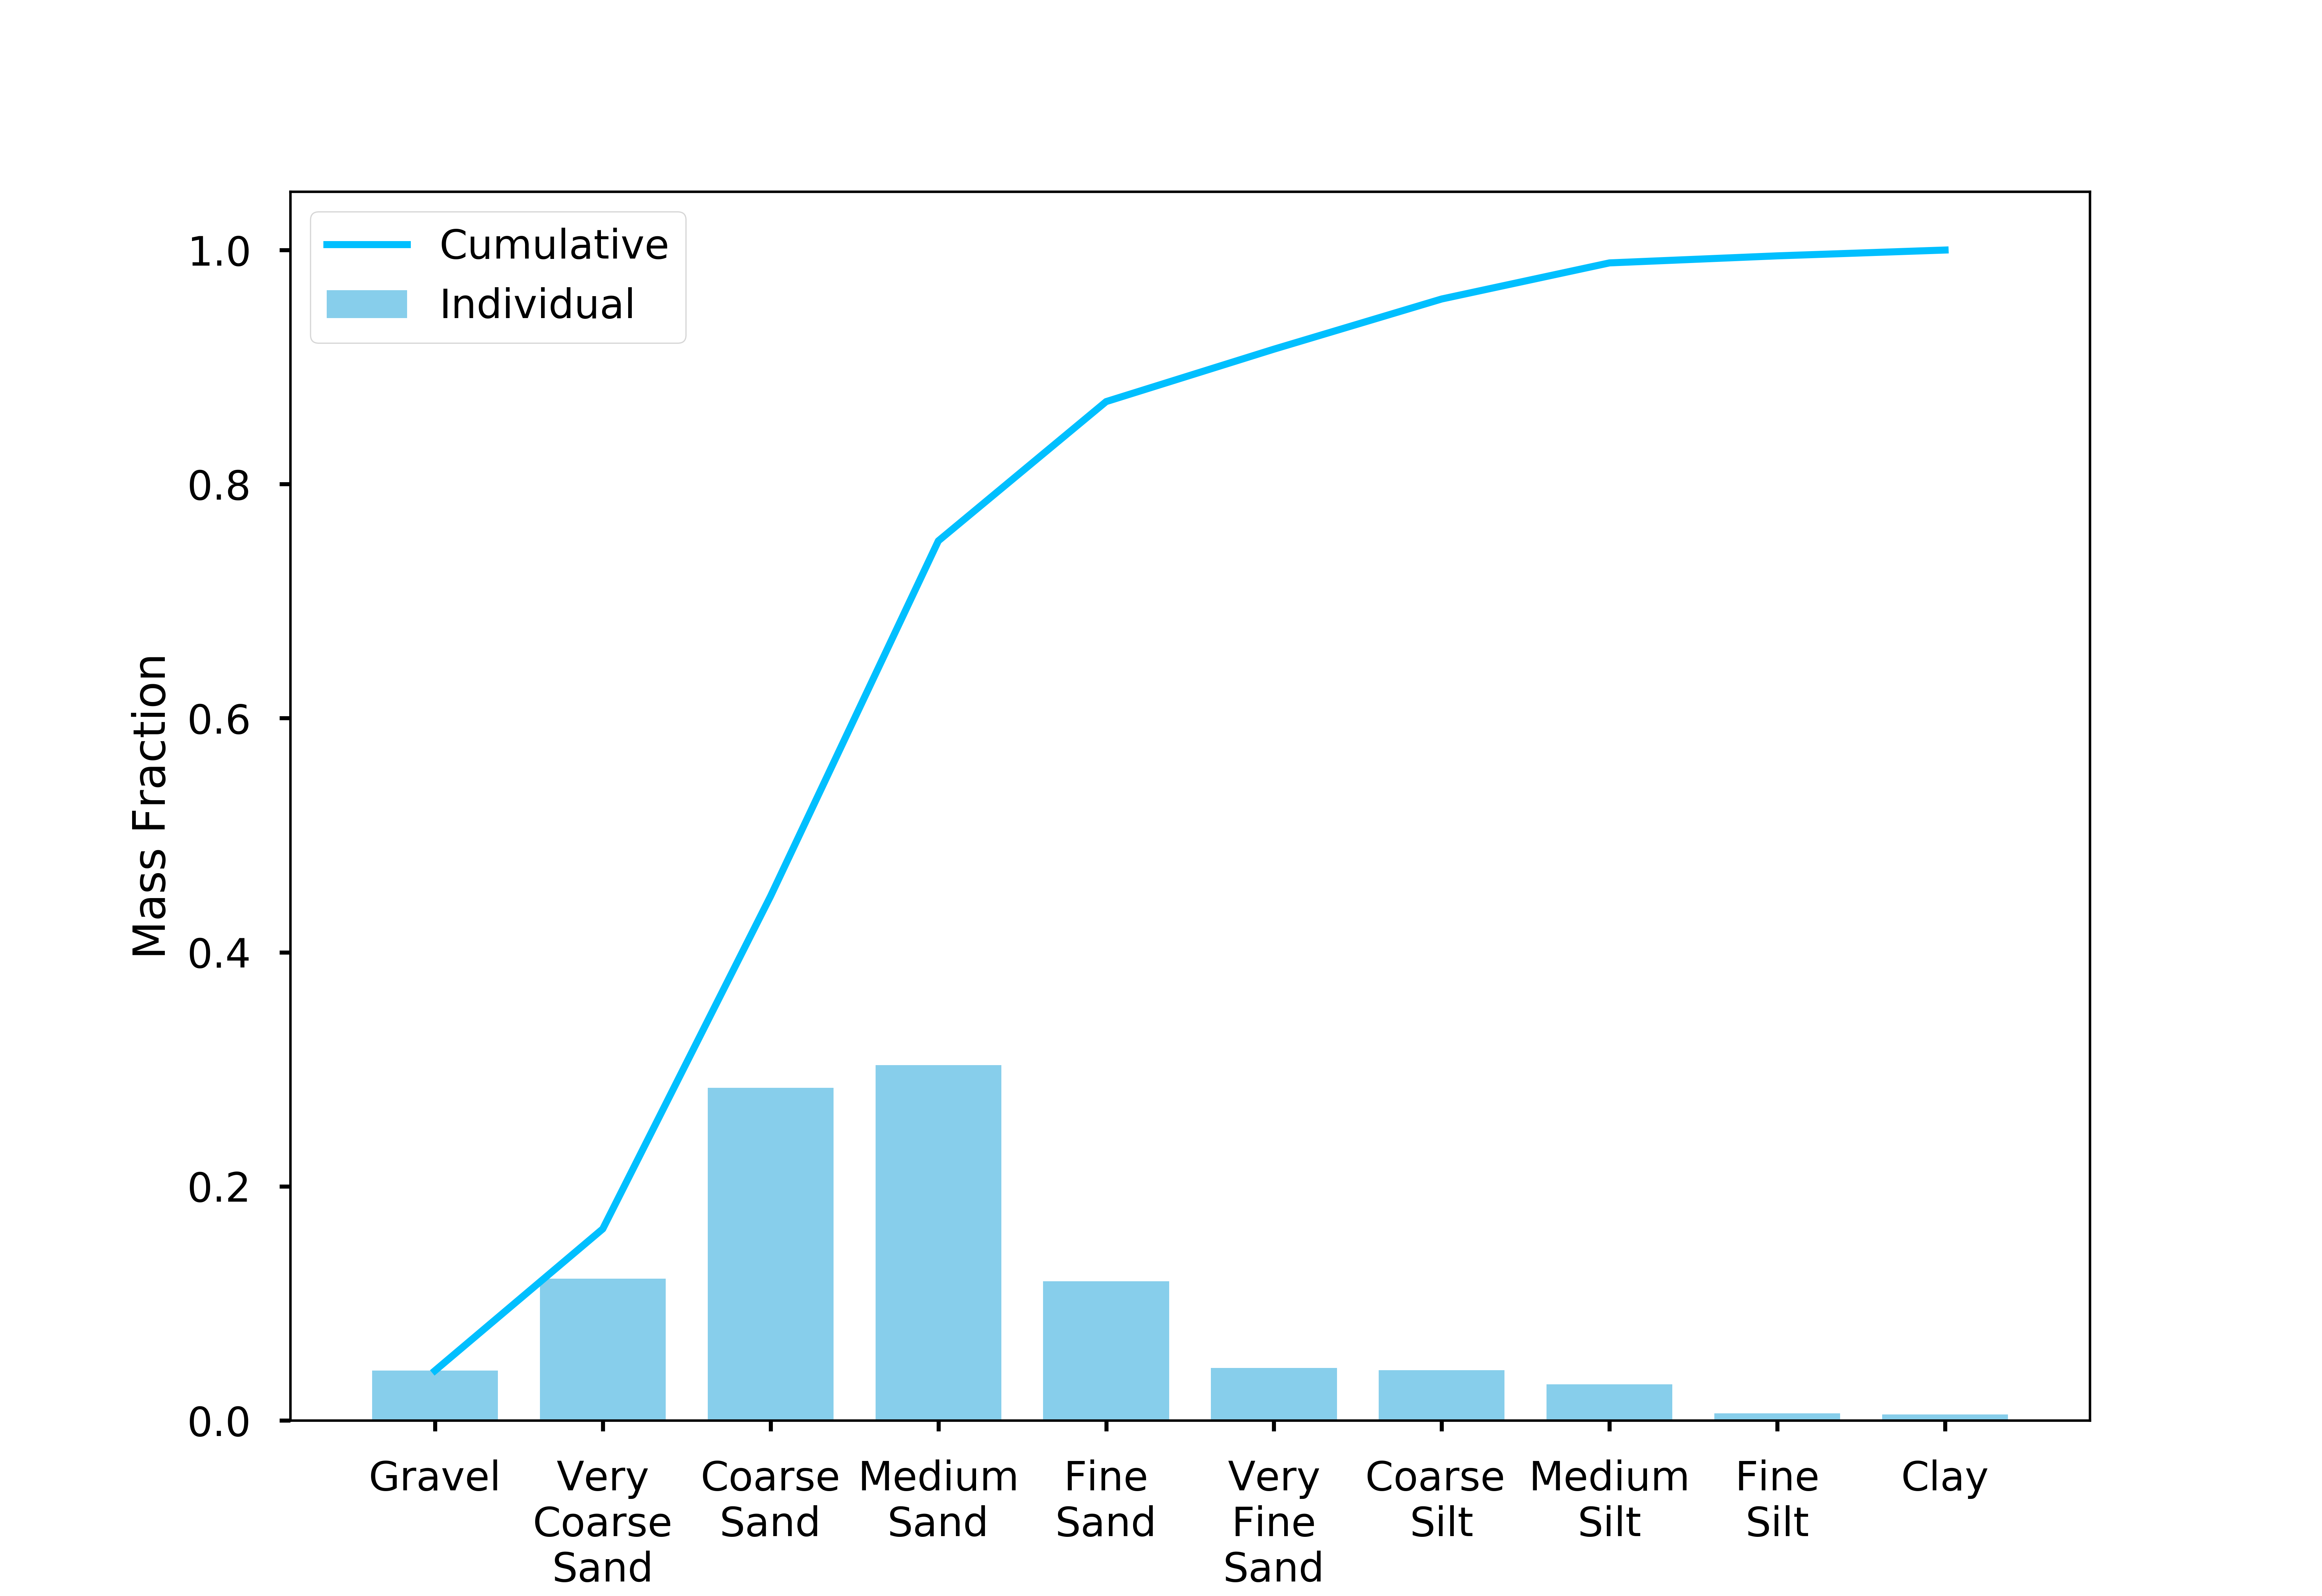 Cumulative
Individual
1.0
0.8
0.6
0.4
0.2
0.0
Mass Fraction
Gravel
Very
Coarse
Sand
Coarse
Sand
Medium
Sand
Fine
Sand
Very
Fine
Sand
Coarse
Silt
Medium
Silt
Fine
Silt
Clay